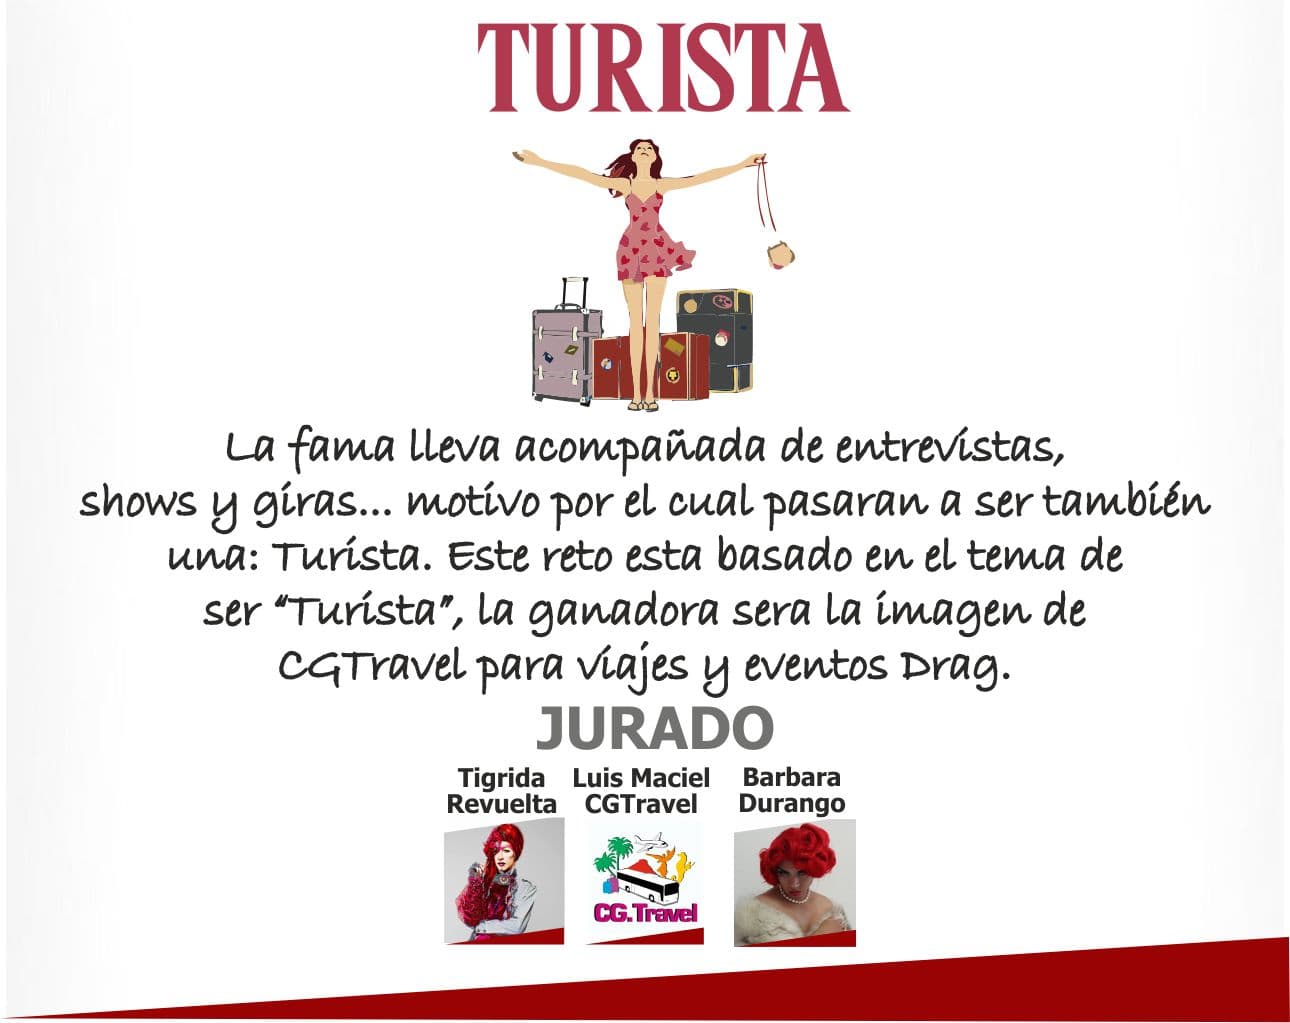 TURISTA
La fama lleva acompañada de entrevistas,
shows y giras... motivo por el cual pasaran a ser también
una: Turista. Este reto esta basado en el tema de
ser “Turista”, la ganadora sera la imagen de
CGTravel para viajes y eventos Drag.
JURADO
Tigrida Luis Maciel Barbara
Revuelta CGTravel Durango
CG.Travel